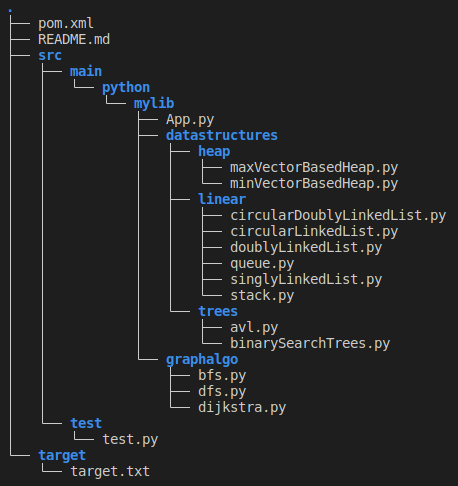 .
pom.xml
README.md
src
main
python
mylib
App.py
datastructures
heap
maxVectorBasedHeap.py
minVectorBasedHeap.py
linear
circularDoublyLinkedList.py
circularLinkedList.py
doublyLinkedList.py
queue.py
singlyLinkedList.py
stack.py
trees
avl.py
binarySearchTrees.py
graphalgo
bfs.py
dfs.py
dijkstra.py
test
test.py
target
target.txt